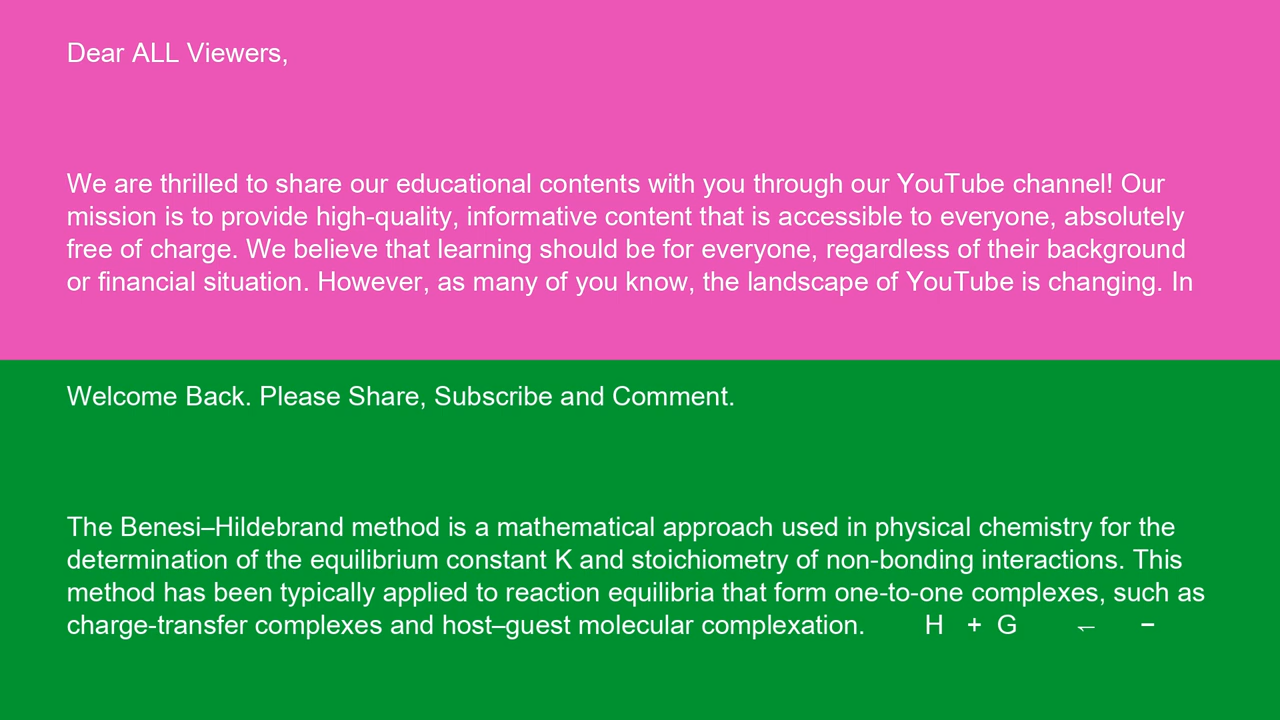 Dear ALL Viewers,
We are thrilled to share our educational contents with you through our YouTube channel! Our
mission is to provide high-quality, informative content that is accessible to everyone, absolutely
free of charge. We believe that learning should be for everyone, regardless of their background
or financial situation. However, as many of you know, the landscape of YouTube is changing. In
Welcome Back. Please Share, Subscribe and Comment.
The Benesi–Hildebrand method is a mathematical approach used in physical chemistry for the
determination of the equilibrium constant K and stoichiometry of non-bonding interactions. This
method has been typically applied to reaction equilibria that form one-to-one complexes, such as
charge-transfer complexes and host–guest molecular complexation. H + G ↽ −